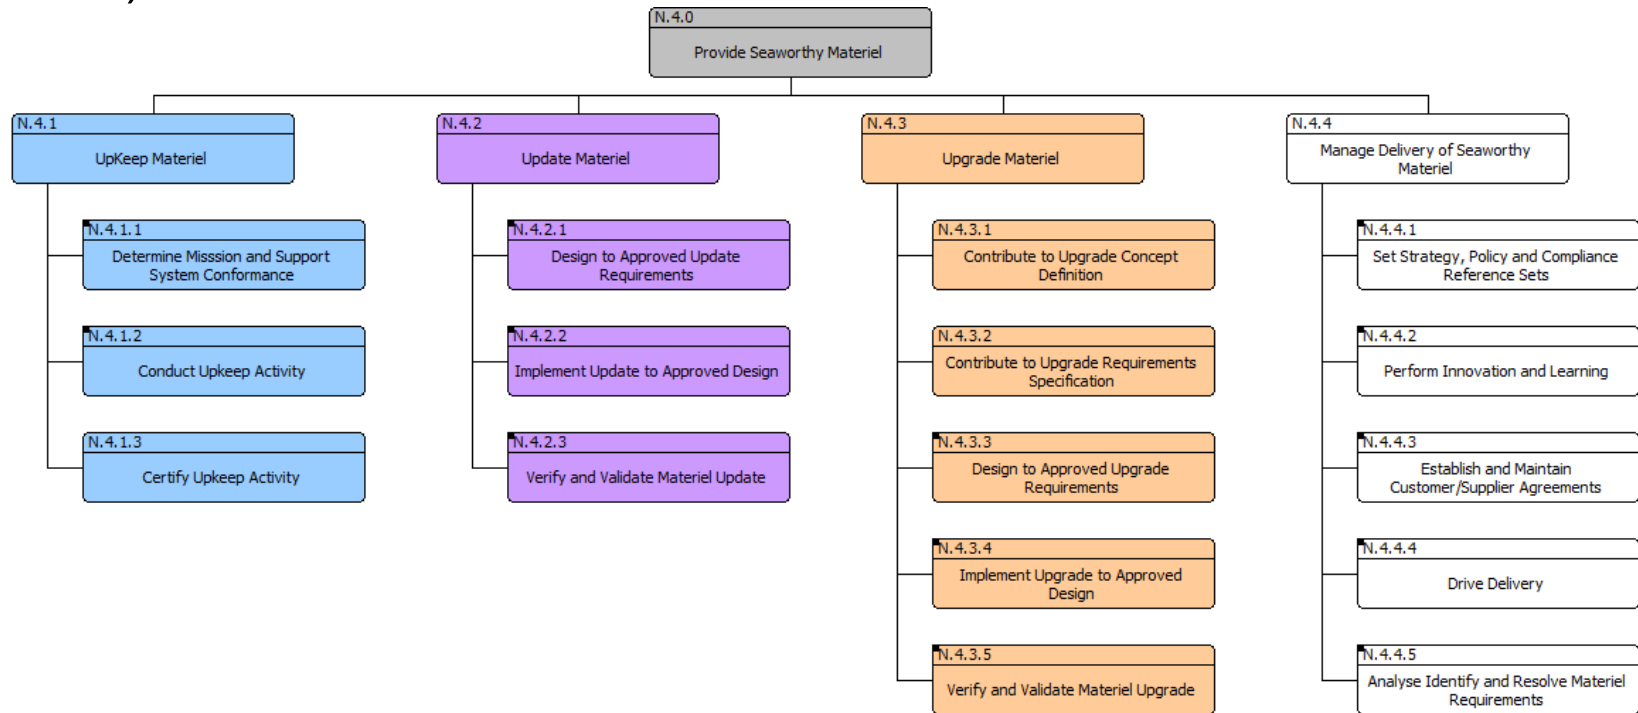 N.4.0
Provide Seaworthy Materiel
N.4.1
UpKeep Materiel
N.4.1.1
Determine Misssion and Support
System Conformance
N.4.1.2
Conduct Upkeep Activity
N.4.1.3
Certify Upkeep Activity
N.4.2
Update Materiel
N.4.2.1
Design to Approved Update
Requirements
N.4.2.2
Implement Update to Approved Design
N.4.2.3
Verify and Validate Materiel Update
N.4.3
Upgrade Materiel
N.4.3.1
Contribute to Upgrade Concept
Definition
N.4.3.2
Contribute to Upgrade Requirements
Specification
N.4.3.3
Design to Approved Upgrade
Requirements
N.4.3.4
Implement Upgrade to Approved
Design
N.4.3.5
Verify and Validate Materiel Upgrade
N.4.4
Manage Delivery of Seaworthy
Materiel
N.4.4.1
Set Strategy, Policy and Compliance
Reference Sets
N.4.4.2
Perform Innovation and Learning
N.4.4.3
Establish and Maintain
Customer/Supplier Agreements
N.4.4.4
Drive Delivery
N.4.4.5
Analyse Identify and Resolve Materiel
Requirements